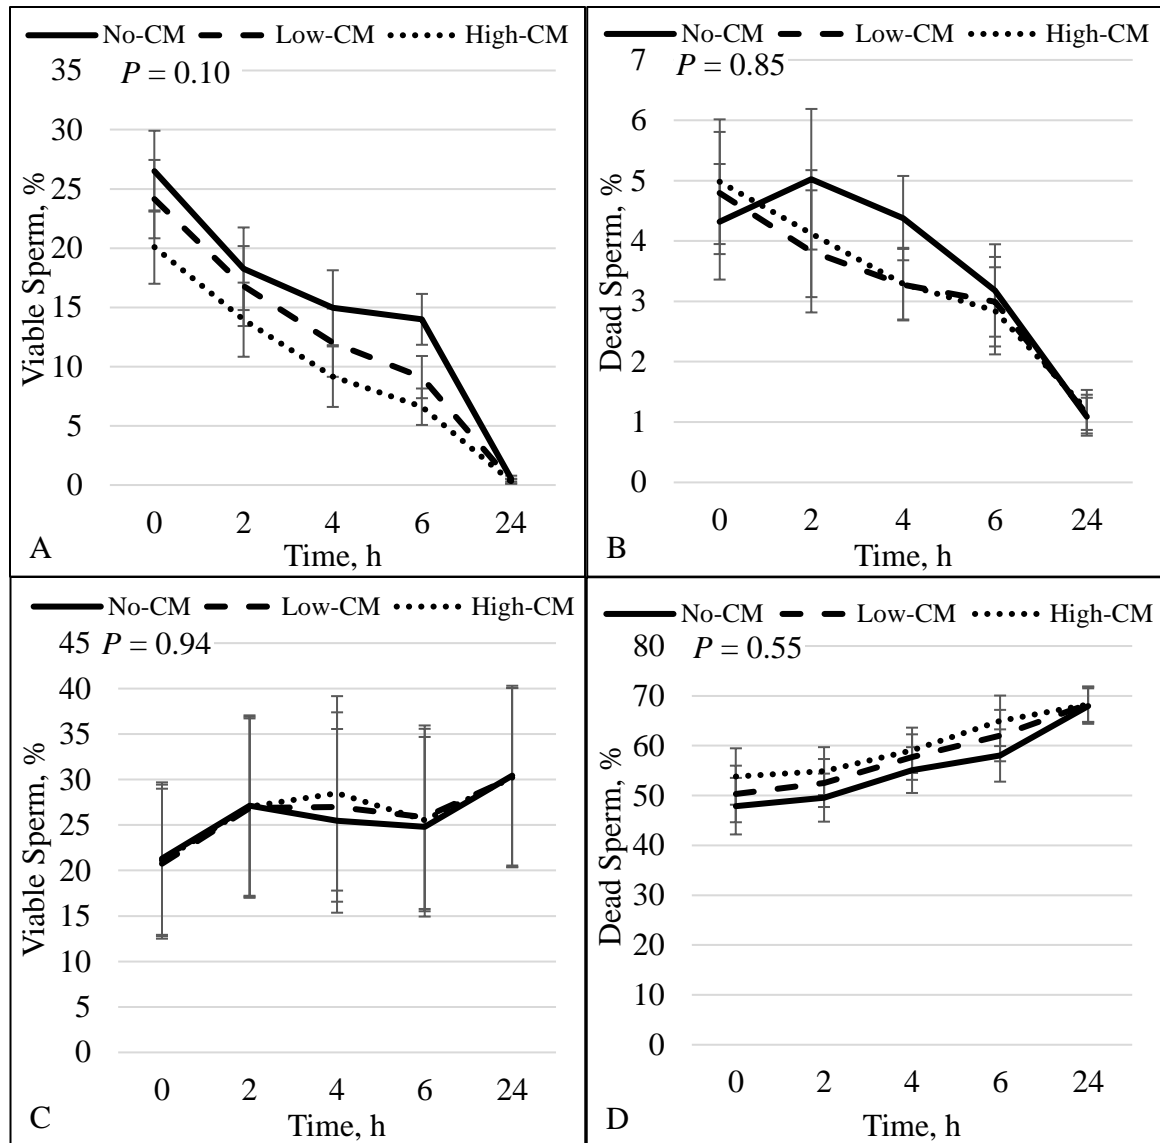 No-CM Low-CM High-CM
P = 0.10
Viable Sperm, %
35
30
25
20
15
10
5
0
0 2 4 6 24
Time, h
A
No-CM Low-CM High-CM
P = 0.85
Dead Sperm, %
7
6
5
4
3
2
1
0
0 2 4 6 24
Time, h
B
No-CM Low-CM High-CM
P = 0.94
Viable Sperm, %
45
40
35
30
25
20
15
10
5
0
0 2 4 6 24
Time, h
C
No-CM Low-CM High-CM
P = 0.55
Dead Sperm, %
80
70
60
50
40
30
20
10
0
0 2 4 6 24
Time, h
D